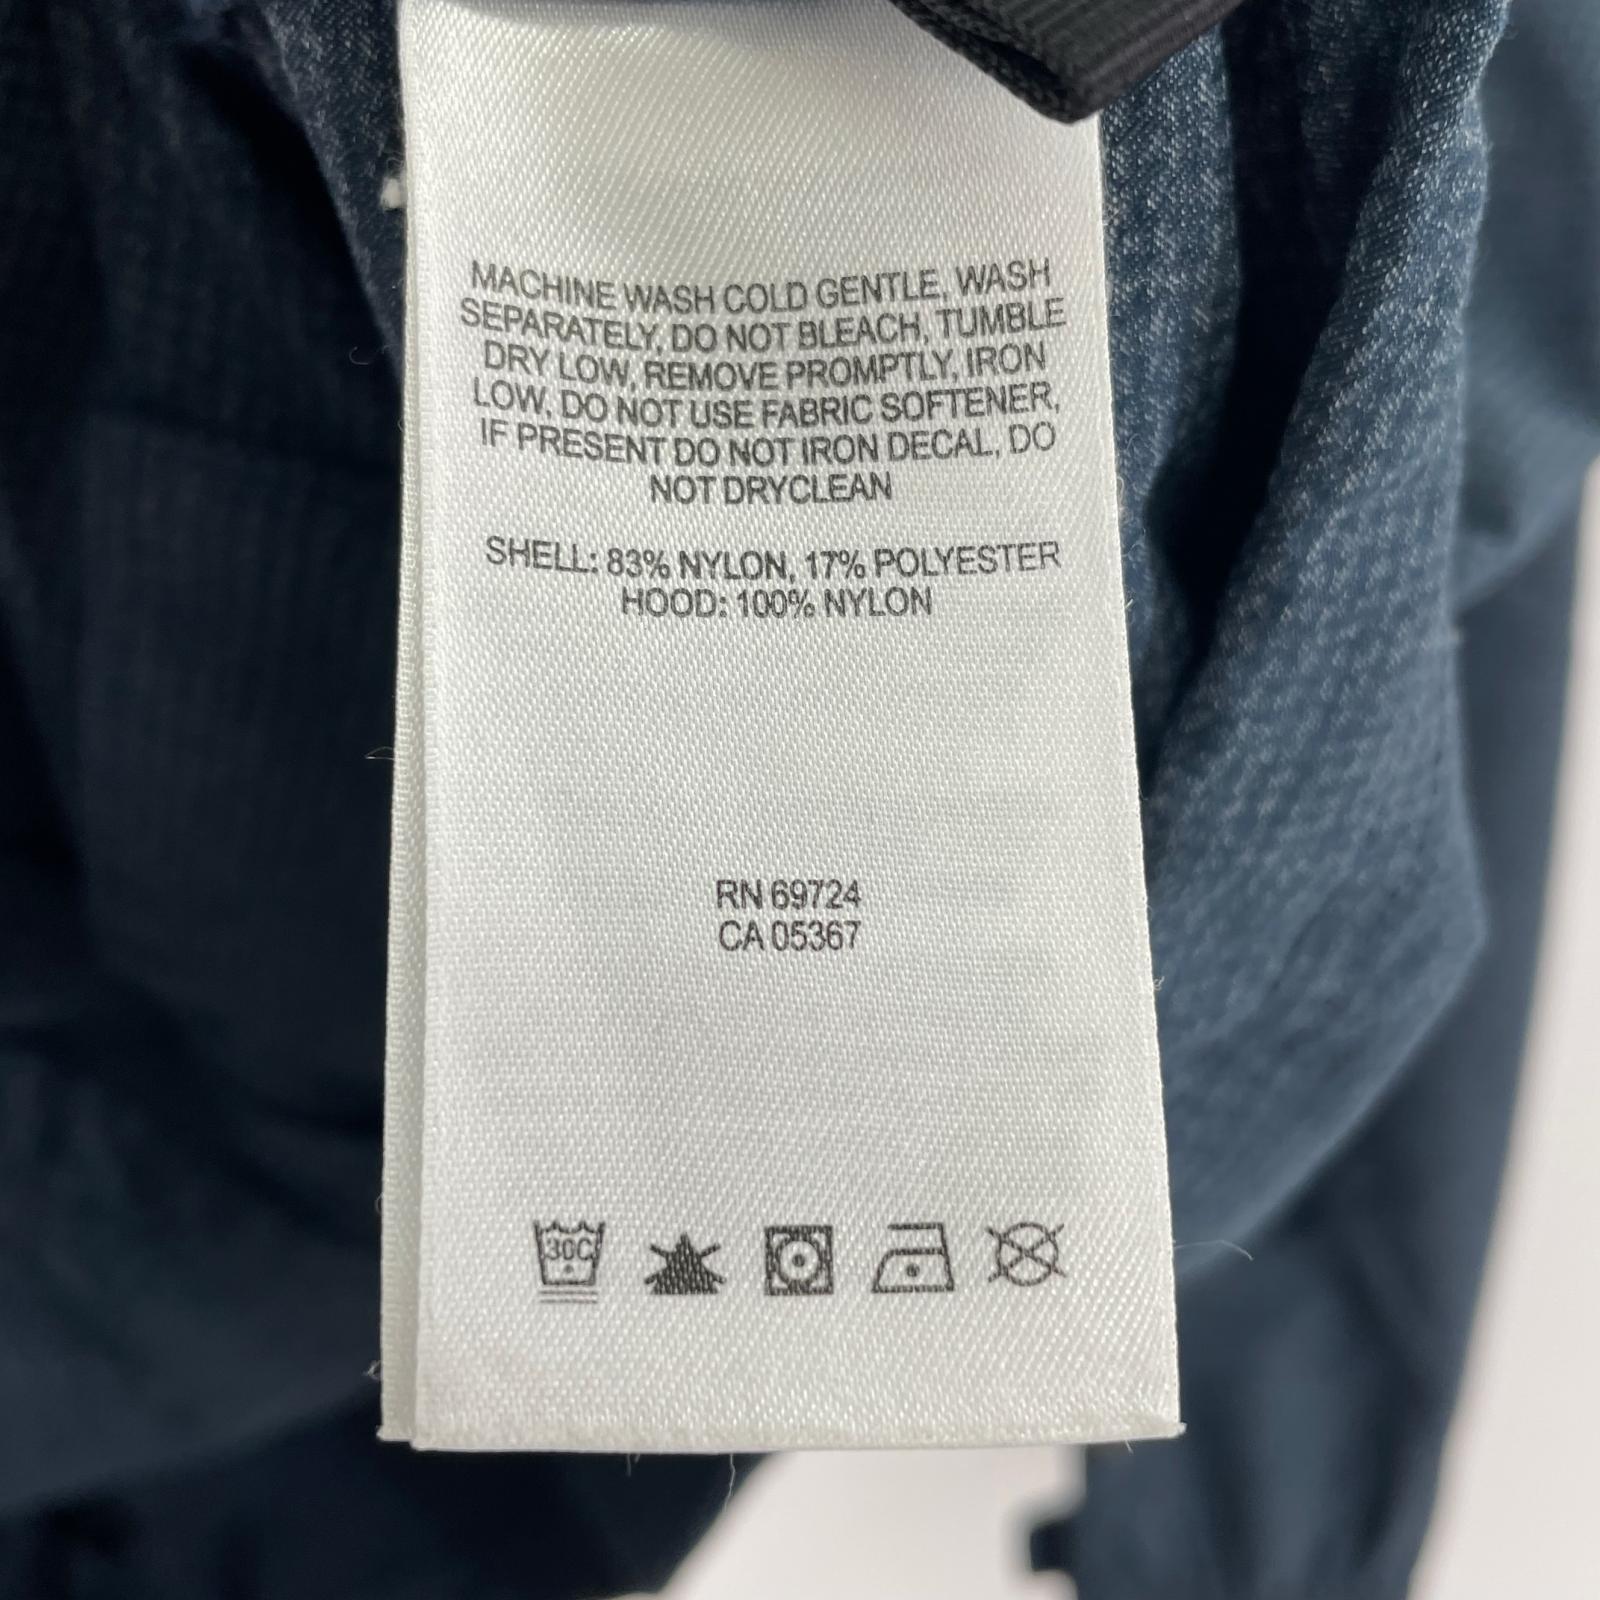 MACHINE WASH COLD GENTLE, WASH
SEPARATELY, DO NOT BLEACH, TUMBLE
DRY LOW, REMOVE PROMPTLY, IRON
LOW, DO NOT USE FABRIC SOFTENER,
IF PRESENT DO NOT IRON DECAL, DO
NOT DRYCLEAN
SHELL: 83% NYLON, 17% POLYESTER
HOOD: 100% NYLON
RN 69724
CA 05367
30C